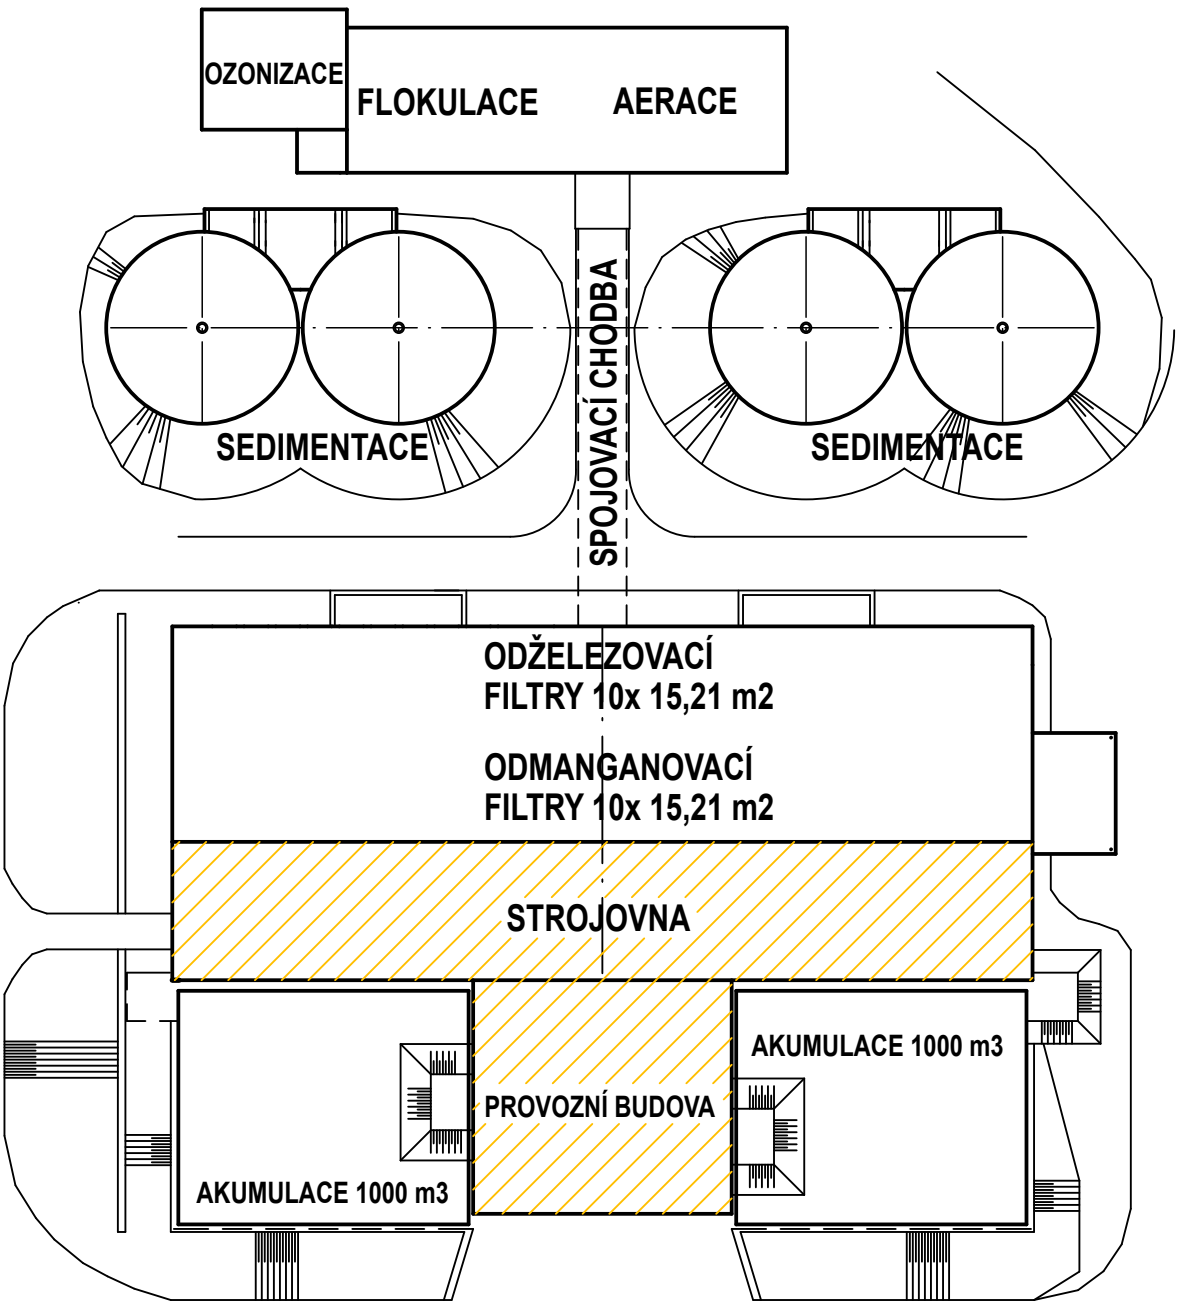 OZONIZACE
FLOKULACE
AERACE
SPOJOVACÍ CHODBA
SEDIMENTACE
SEDIMENTACE
ODŽELEZOVACÍ
FILTRY 10x 15,21 m2
ODMANGANOVACÍ
FILTRY 10x 15,21 m2
STROJOVNA
AKUMULACE 1000 m3
PROVOZNÍ BUDOVA
AKUMULACE 1000 m3